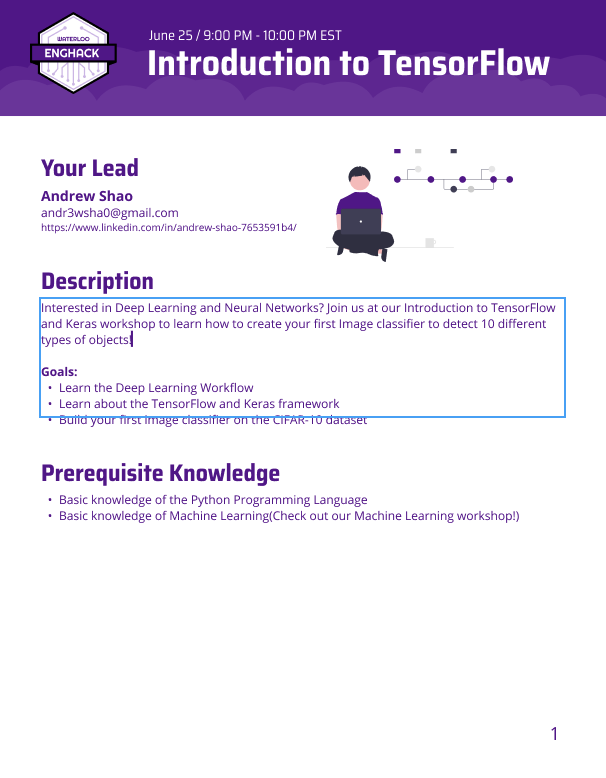 WATERLOO
ENGHACK
June 25 / 9:00 PM - 10:00 PM EST
Introduction to TensorFlow
Your Lead
Andrew Shao
andr3wsha0@gmail.com
https://www.linkedin.com/in/andrew-shao-7653591b4/
Description
Interested in Deep Learning and Neural Networks? Join us at our Introduction to TensorFlow
and Keras workshop to learn how to create your first Image classifier to detect 10 different
types of objects!
Goals:
• Learn the Deep Learning Workflow
• Learn about the TensorFlow and Keras framework
• Build your first image classifier on the CIFAR-10 dataset
Prerequisite Knowledge
• Basic knowledge of the Python Programming Language
• Basic knowledge of Machine Learning(Check out our Machine Learning workshop!)
1